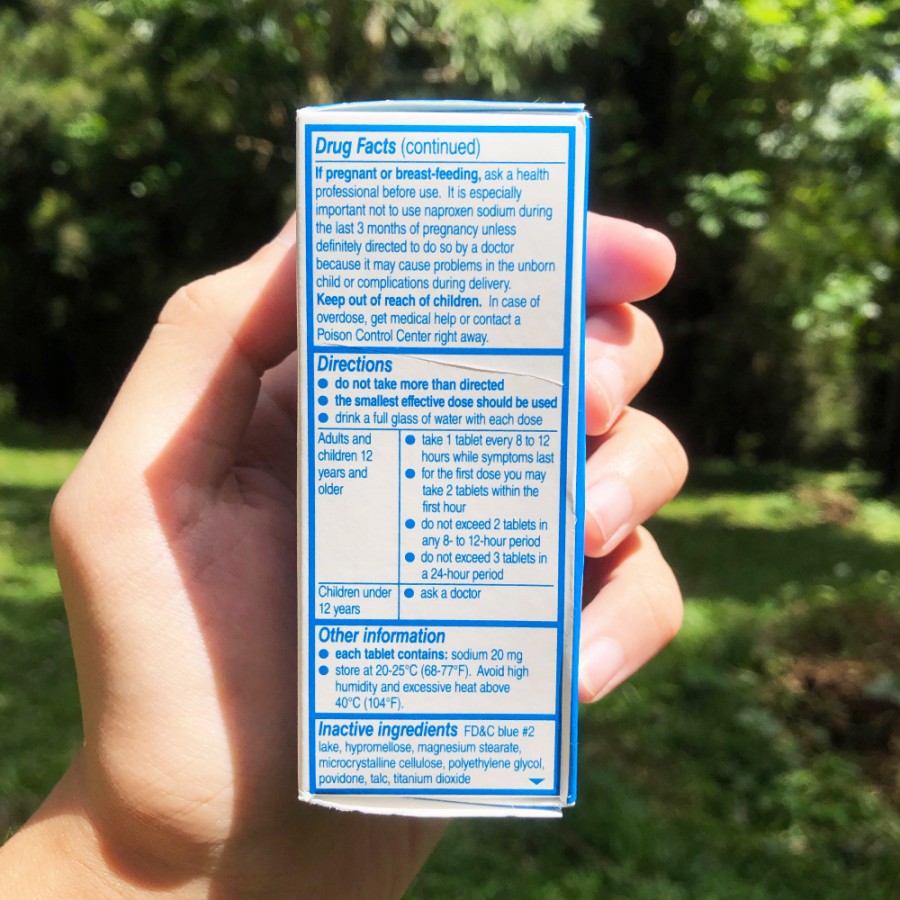 Drug Facts (continued)
If pregnant or breast-feeding, ask a health
professional before use. It is especially
important not to use naproxen sodium during
the last 3 months of pregnancy unless
definitely directed to do so by a doctor
because it may cause problems in the unborn
child or complications during delivery.
Keep out of reach of children. In case of
overdose, get medical help or contact a
Poison Control Center right away.
Directions
● do not take more than directed
● the smallest effective dose should be used
● drink a full glass of water with each dose
Adults and
children 12
years and
older
● take 1 tablet every 8 to 12
hours while symptoms last
● for the first dose you may
take 2 tablets within the
first hour
● do not exceed 2 tablets in
any 8- to 12-hour period
● do not exceed 3 tablets in
a 24-hour period
Children under
12 years
● ask a doctor
Other information
● each tablet contains: sodium 20 mg
● store at 20-25°C (68-77°F). Avoid high
humidity and excessive heat above
40°C (104°F).
Inactive ingredients FD&C blue #2
lake, hypromellose, magnesium stearate,
microcrystalline cellulose, polyethylene glycol,
povidone, talc, titanium dioxide